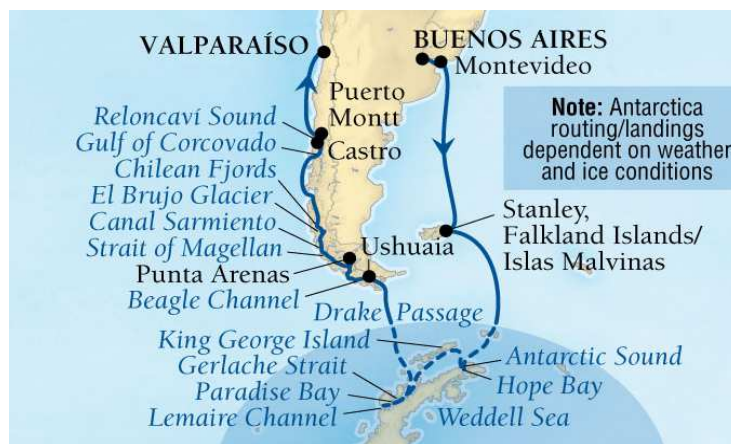 VALPARAÍSO
BUENOS AIRES
Montevideo
Puerto
Montt
Reloncaví Sound
Gulf of Corcovado
Castro
Chilean Fjords
El Brujo Glacier
Canal Sarmiento
Strait of Magellan
Ushuaia
Punta Arenas
Beagle Channel
Note: Antarctica
routing/landings
dependent on weather
and ice conditions
Stanley,
Falkland Islands/
Islas Malvinas
Drake Passage
King George Island
Gerlache Strait
Paradise Bay
Lemaire Channel
Antarctic Sound
Hope Bay
Weddell Sea